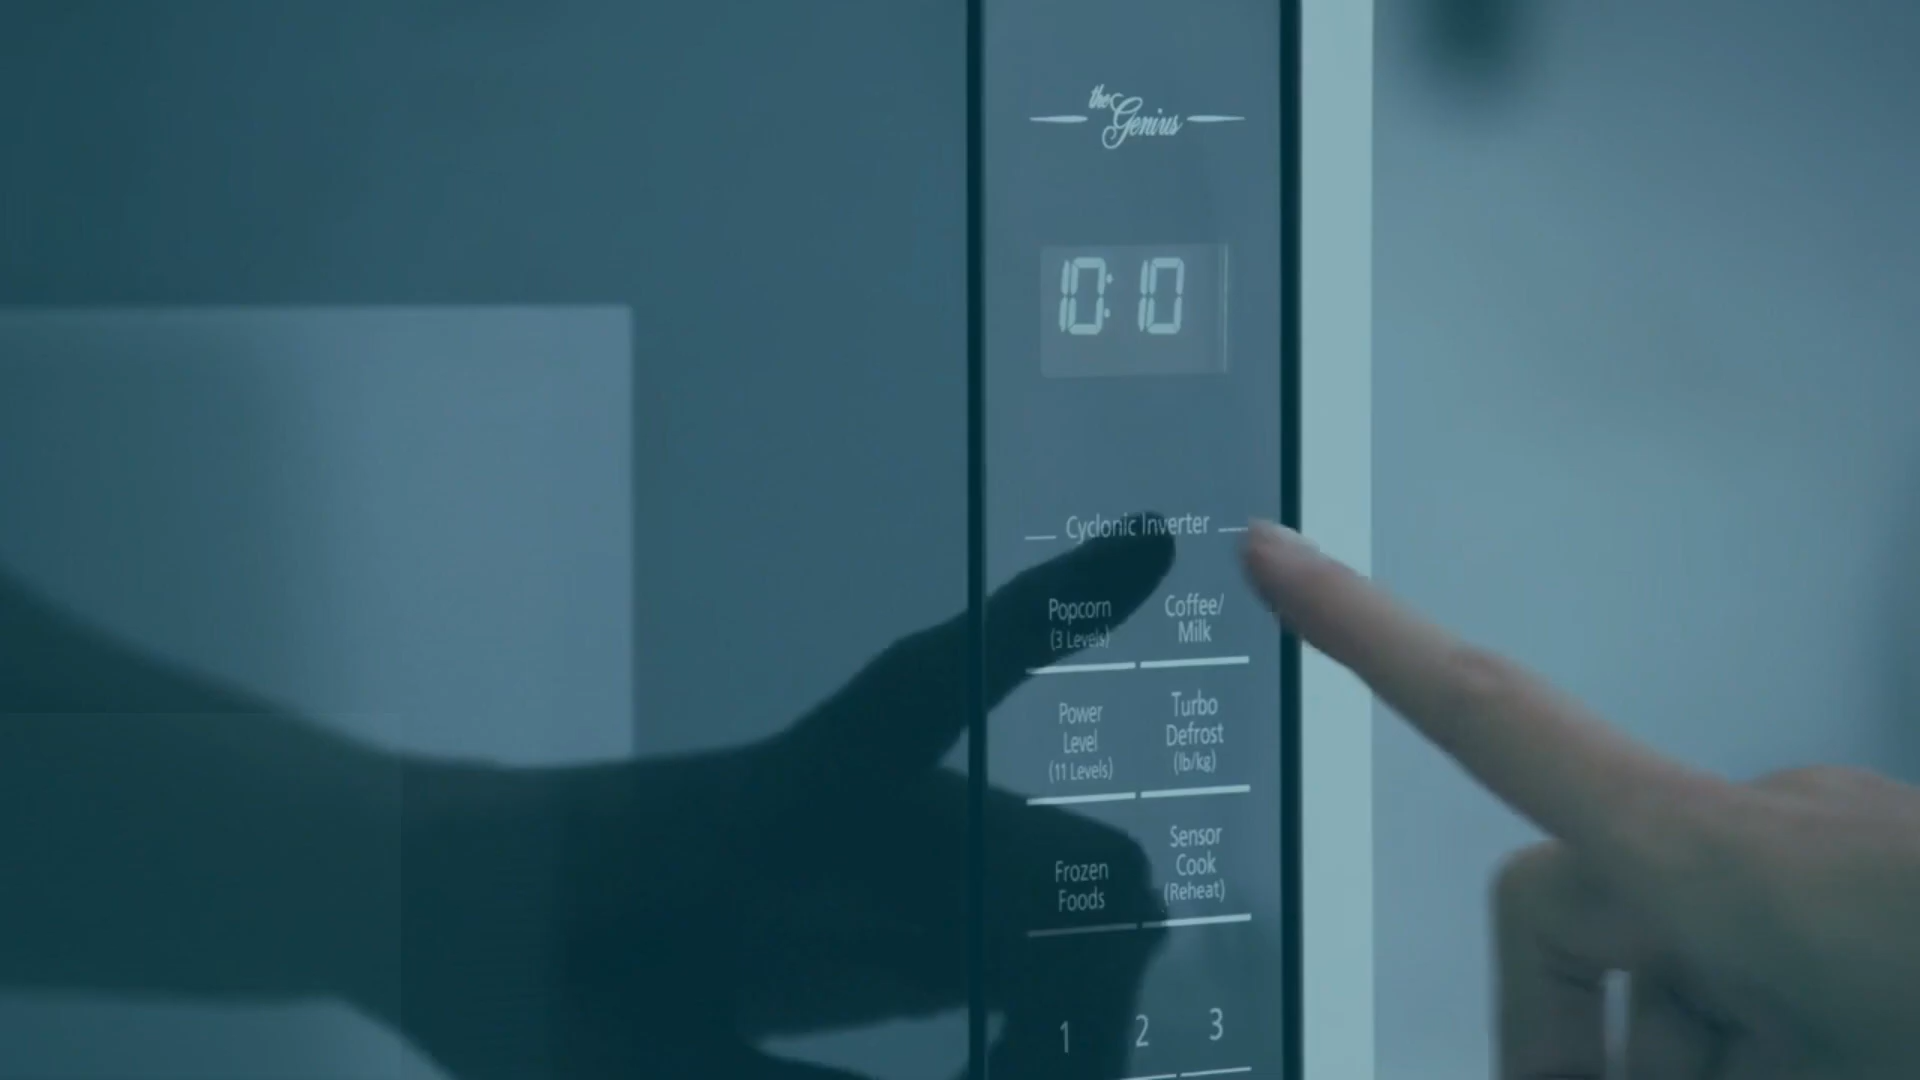 the
Genius
10:10
Cyclonic Inverter
Popcorn
(3 Levels)
Coffee/
Milk
Power
Level
(11 Levels)
Turbo
Defrost
(lb/kg)
Frozen
Foods
Sensor
Cook
(Reheat)
1 2 3